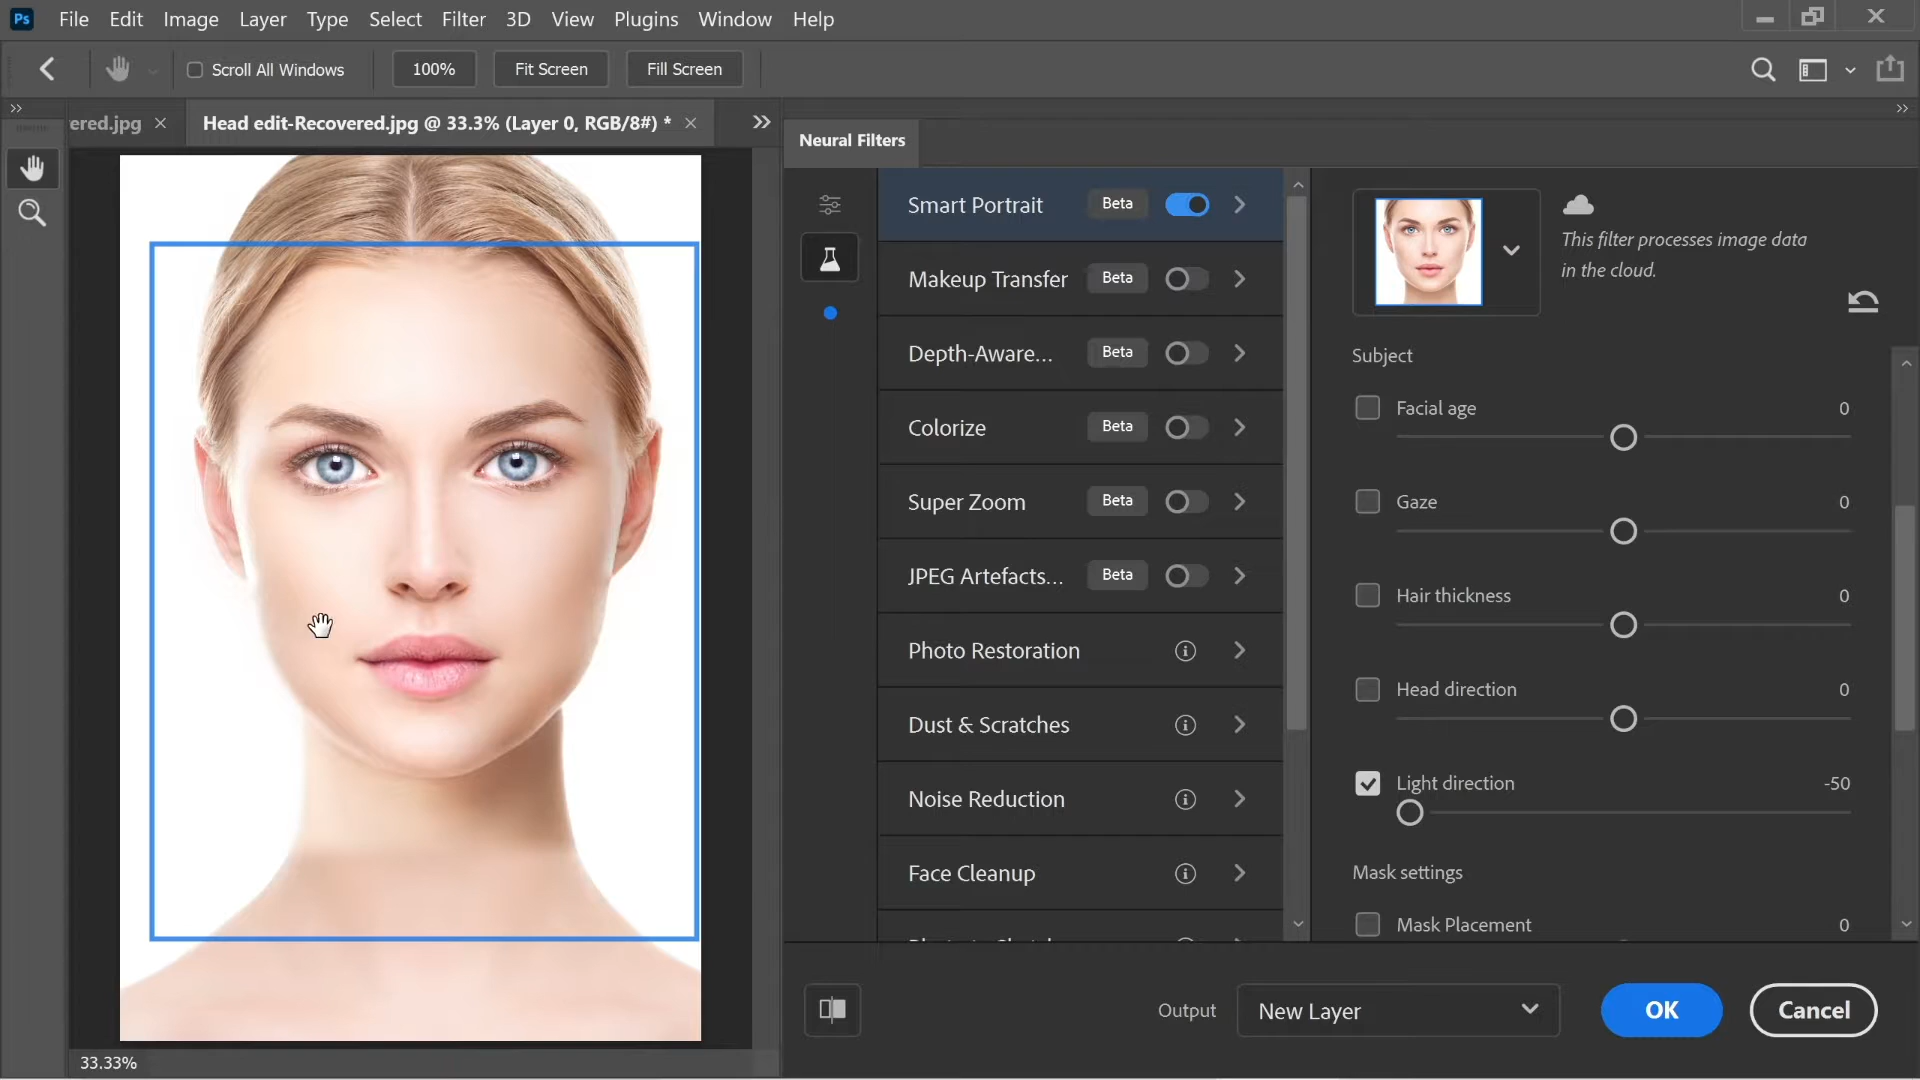 Ps File Edit Image Layer Type Select Filter 3D View Plugins Window Help
Scroll All Windows 100% Fit Screen Fill Screen
ered.jpg × Head edit-Recovered.jpg @ 33.3% (Layer 0, RGB/8#) * ×
Neural Filters
Smart Portrait Beta
Makeup Transfer Beta
Depth-Aware... Beta
Colorize Beta
Super Zoom Beta
JPEG Artefacts... Beta
Photo Restoration
Dust & Scratches
Noise Reduction
Face Cleanup
This filter processes image data
in the cloud.
Subject
Facial age 0
Gaze 0
Hair thickness 0
Head direction 0
Light direction -50
Mask settings
Mask Placement 0
Output New Layer OK Cancel
33.33%